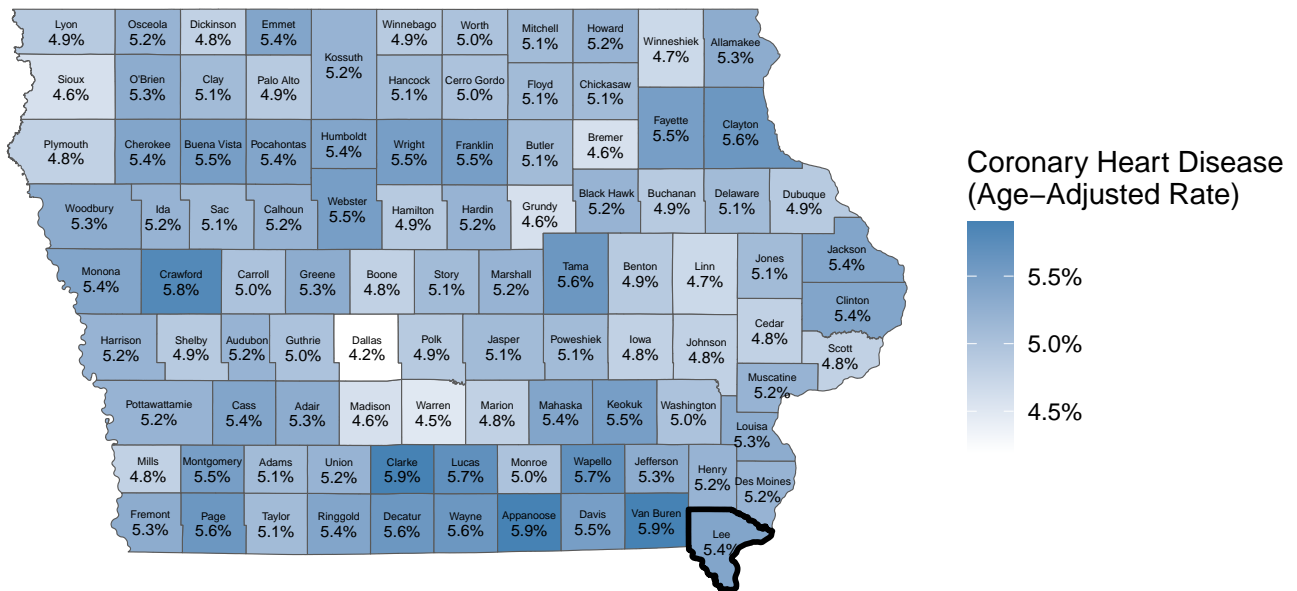 Lyon
4.9%
Osceola
5.2%
Dickinson
4.8%
Emmet
5.4%
Kossuth
5.2%
Winnebago
4.9%
Worth
5.0%
Mitchell
5.1%
Howard
5.2%
Winneshiek
4.7%
Allamakee
5.3%
Sioux
4.6%
O'Brien
5.3%
Clay
5.1%
Palo Alto
4.9%
Hancock
5.1%
Cerro Gordo
5.0%
Floyd
5.1%
Chickasaw
5.1%
Plymouth
4.8%
Cherokee
5.4%
Buena Vista
5.5%
Pocahontas
5.4%
Humboldt
5.4%
Wright
5.5%
Franklin
5.5%
Butler
5.1%
Bremer
4.6%
Fayette
5.5%
Clayton
5.6%
Woodbury
5.3%
Ida
5.2%
Sac
5.1%
Calhoun
5.2%
Webster
5.5%
Hamilton
4.9%
Hardin
5.2%
Grundy
4.6%
Black Hawk
5.2%
Buchanan
4.9%
Delaware
5.1%
Dubuque
4.9%
Monona
5.4%
Crawford
5.8%
Carroll
5.0%
Greene
5.3%
Boone
4.8%
Story
5.1%
Marshall
5.2%
Tama
5.6%
Benton
4.9%
Linn
4.7%
Jones
5.1%
Jackson
5.4%
Clinton
5.4%
Harrison
5.2%
Shelby
4.9%
Audubon
5.2%
Guthrie
5.0%
Dallas
4.2%
Polk
4.9%
Jasper
5.1%
Poweshiek
5.1%
Iowa
4.8%
Johnson
4.8%
Cedar
4.8%
Scott
4.8%
Muscatine
5.2%
Pottawattamie
5.2%
Cass
5.4%
Adair
5.3%
Madison
4.6%
Warren
4.5%
Marion
4.8%
Mahaska
5.4%
Keokuk
5.5%
Washington
5.0%
Louisa
5.3%
Mills
4.8%
Montgomery
5.5%
Adams
5.1%
Union
5.2%
Clarke
5.9%
Lucas
5.7%
Monroe
5.0%
Wapello
5.7%
Jefferson
5.3%
Henry
5.2%
Des Moines
5.2%
Fremont
5.3%
Page
5.6%
Taylor
5.1%
Ringgold
5.4%
Decatur
5.6%
Wayne
5.6%
Appanoose
5.9%
Davis
5.5%
Van Buren
5.9%
Lee
5.4%
Coronary Heart Disease
(Age−Adjusted Rate)
5.5%
5.0%
4.5%